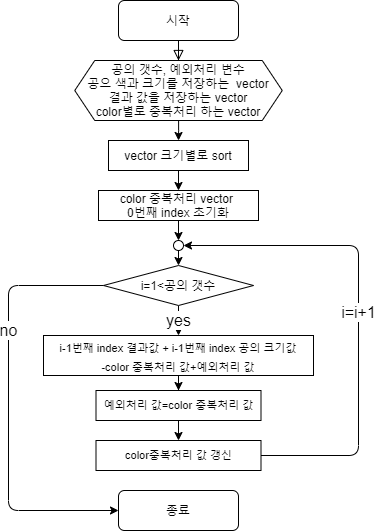 시작
공의 갯수, 예외처리 변수
공으 색과 크기를 저장하는 vector
결과 값을 저장하는 vector
color별로 중복처리 하는 vector
vector 크기별로 sort
color 중복처리 vector
0번째 index 초기화
i=1<공의 갯수
i=i+1
no
yes
i-1번째 index 결과값 + i-1번째 index 공의 크기값
-color 중복처리 값+예외처리 값
예외처리 값=color 중복처리 값
color중복처리 값 갱신
종료